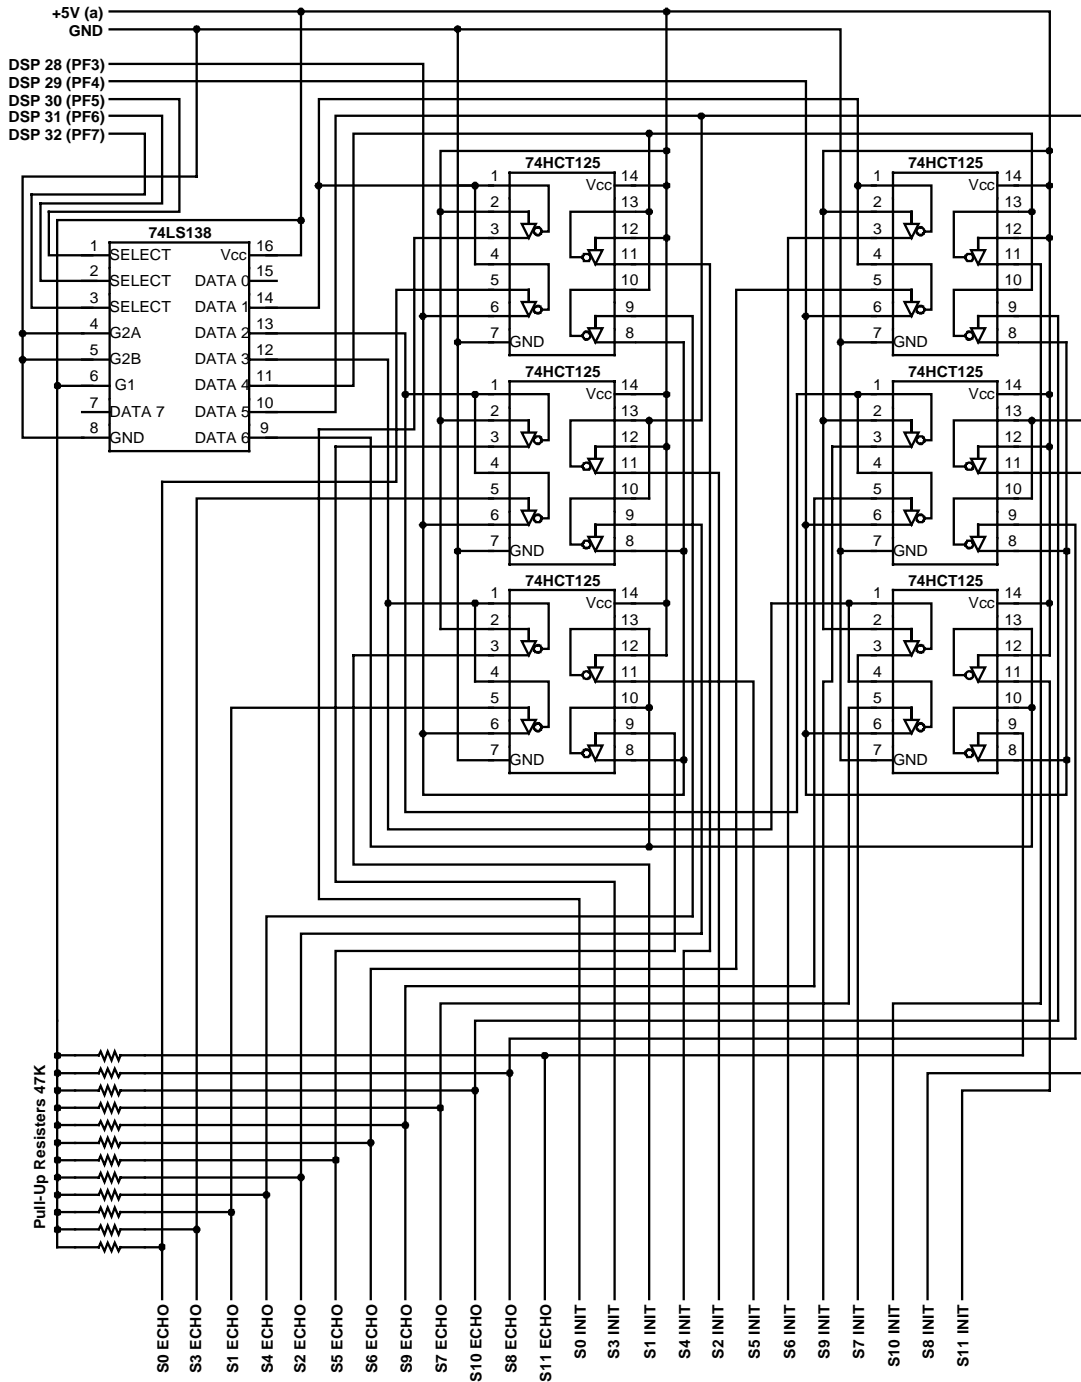 +5V (a)
GND
DSP 28 (PF3)
DSP 29 (PF4)
DSP 30 (PF5)
DSP 31 (PF6)
DSP 32 (PF7)
74LS138
1 SELECT Vcc 16
2 SELECT DATA 0 15
3 SELECT DATA 1 14
4 G2A DATA 2 13
5 G2B DATA 3 12
6 G1 DATA 4 11
7 DATA 7 DATA 5 10
8 GND DATA 6 9
74HCT125
1 Vcc 14
2 13
3 12
4 11
5 10
6 9
7 GND 8
74HCT125
1 Vcc 14
2 13
3 12
4 11
5 10
6 9
7 GND 8
74HCT125
1 Vcc 14
2 13
3 12
4 11
5 10
6 9
7 GND 8
74HCT125
1 Vcc 14
2 13
3 12
4 11
5 10
6 9
7 GND 8
74HCT125
1 Vcc 14
2 13
3 12
4 11
5 10
6 9
7 GND 8
74HCT125
1 Vcc 14
2 13
3 12
4 11
5 10
6 9
7 GND 8
Pull-Up Resisters 47K
S0 ECHO
S3 ECHO
S1 ECHO
S4 ECHO
S2 ECHO
S5 ECHO
S6 ECHO
S9 ECHO
S7 ECHO
S10 ECHO
S8 ECHO
S11 ECHO
S0 INIT
S3 INIT
S1 INIT
S4 INIT
S2 INIT
S5 INIT
S6 INIT
S9 INIT
S7 INIT
S10 INIT
S8 INIT
S11 INIT